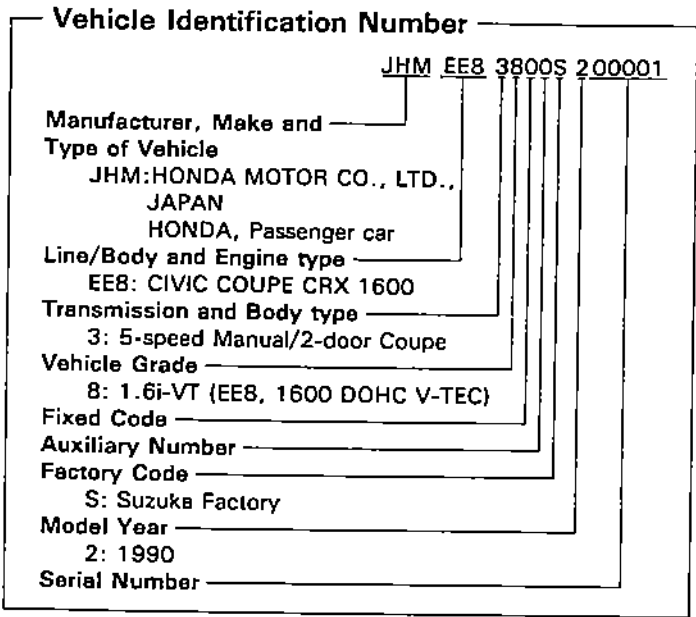 Vehicle Identification Number
JHM EE8 3800S 200001
Manufacturer, Make and
Type of Vehicle
JHM:HONDA MOTOR CO., LTD.,
JAPAN
HONDA, Passenger car
Line/Body and Engine type
EE8: CIVIC COUPE CRX 1600
Transmission and Body type
3: 5-speed Manual/2-door Coupe
Vehicle Grade
8: 1.6i-VT (EE8, 1600 DOHC V-TEC)
Fixed Code
Auxiliary Number
Factory Code
S: Suzuka Factory
Model Year
2: 1990
Serial Number